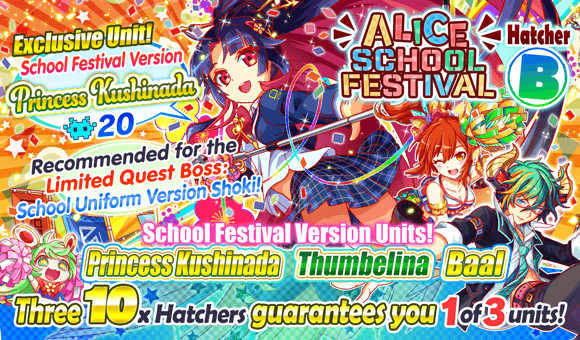 Exclusive Unit!
School Festival Version
Princess Kushinada
20
Recommended for the
Limited Quest Boss:
School Uniform Version Shoki!
ALICE
SCHOOL
FESTIVAL
Hatcher
B
School Festival Version Units!
Princess Kushinada Thumbelina Baal
Three 10x Hatchers guarantees you 1 of 3 units!